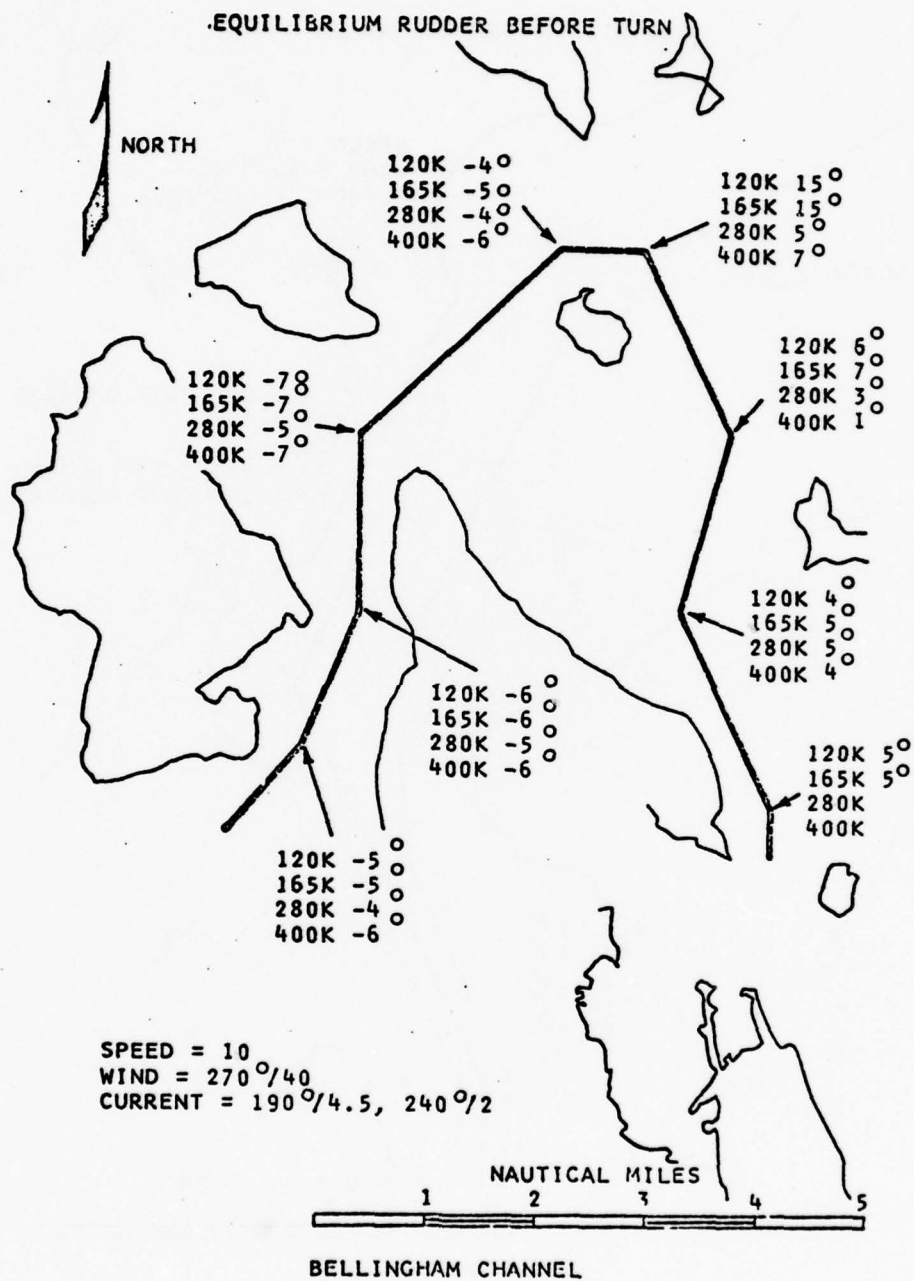 EQUILIBRIUM RUDDER BEFORE TURN
NORTH
120K -4°
165K -5°
280K -4°
400K -6°
120K 15°
165K 15°
280K 5°
400K 7°
120K 6°
165K 7°
280K 3°
400K 1°
120K -7°
165K -7°
280K -5°
400K -7°
120K 4°
165K 5°
280K 5°
400K 4°
120K -6°
165K -6°
280K -5°
400K -6°
120K 5°
165K 5°
280K
400K
120K -5°
165K -5°
280K -4°
400K -6°
SPEED = 10
WIND = 270°/40
CURRENT = 190°/4.5, 240°/2
NAUTICAL MILES
1 2 3 4 5
BELLINGHAM CHANNEL